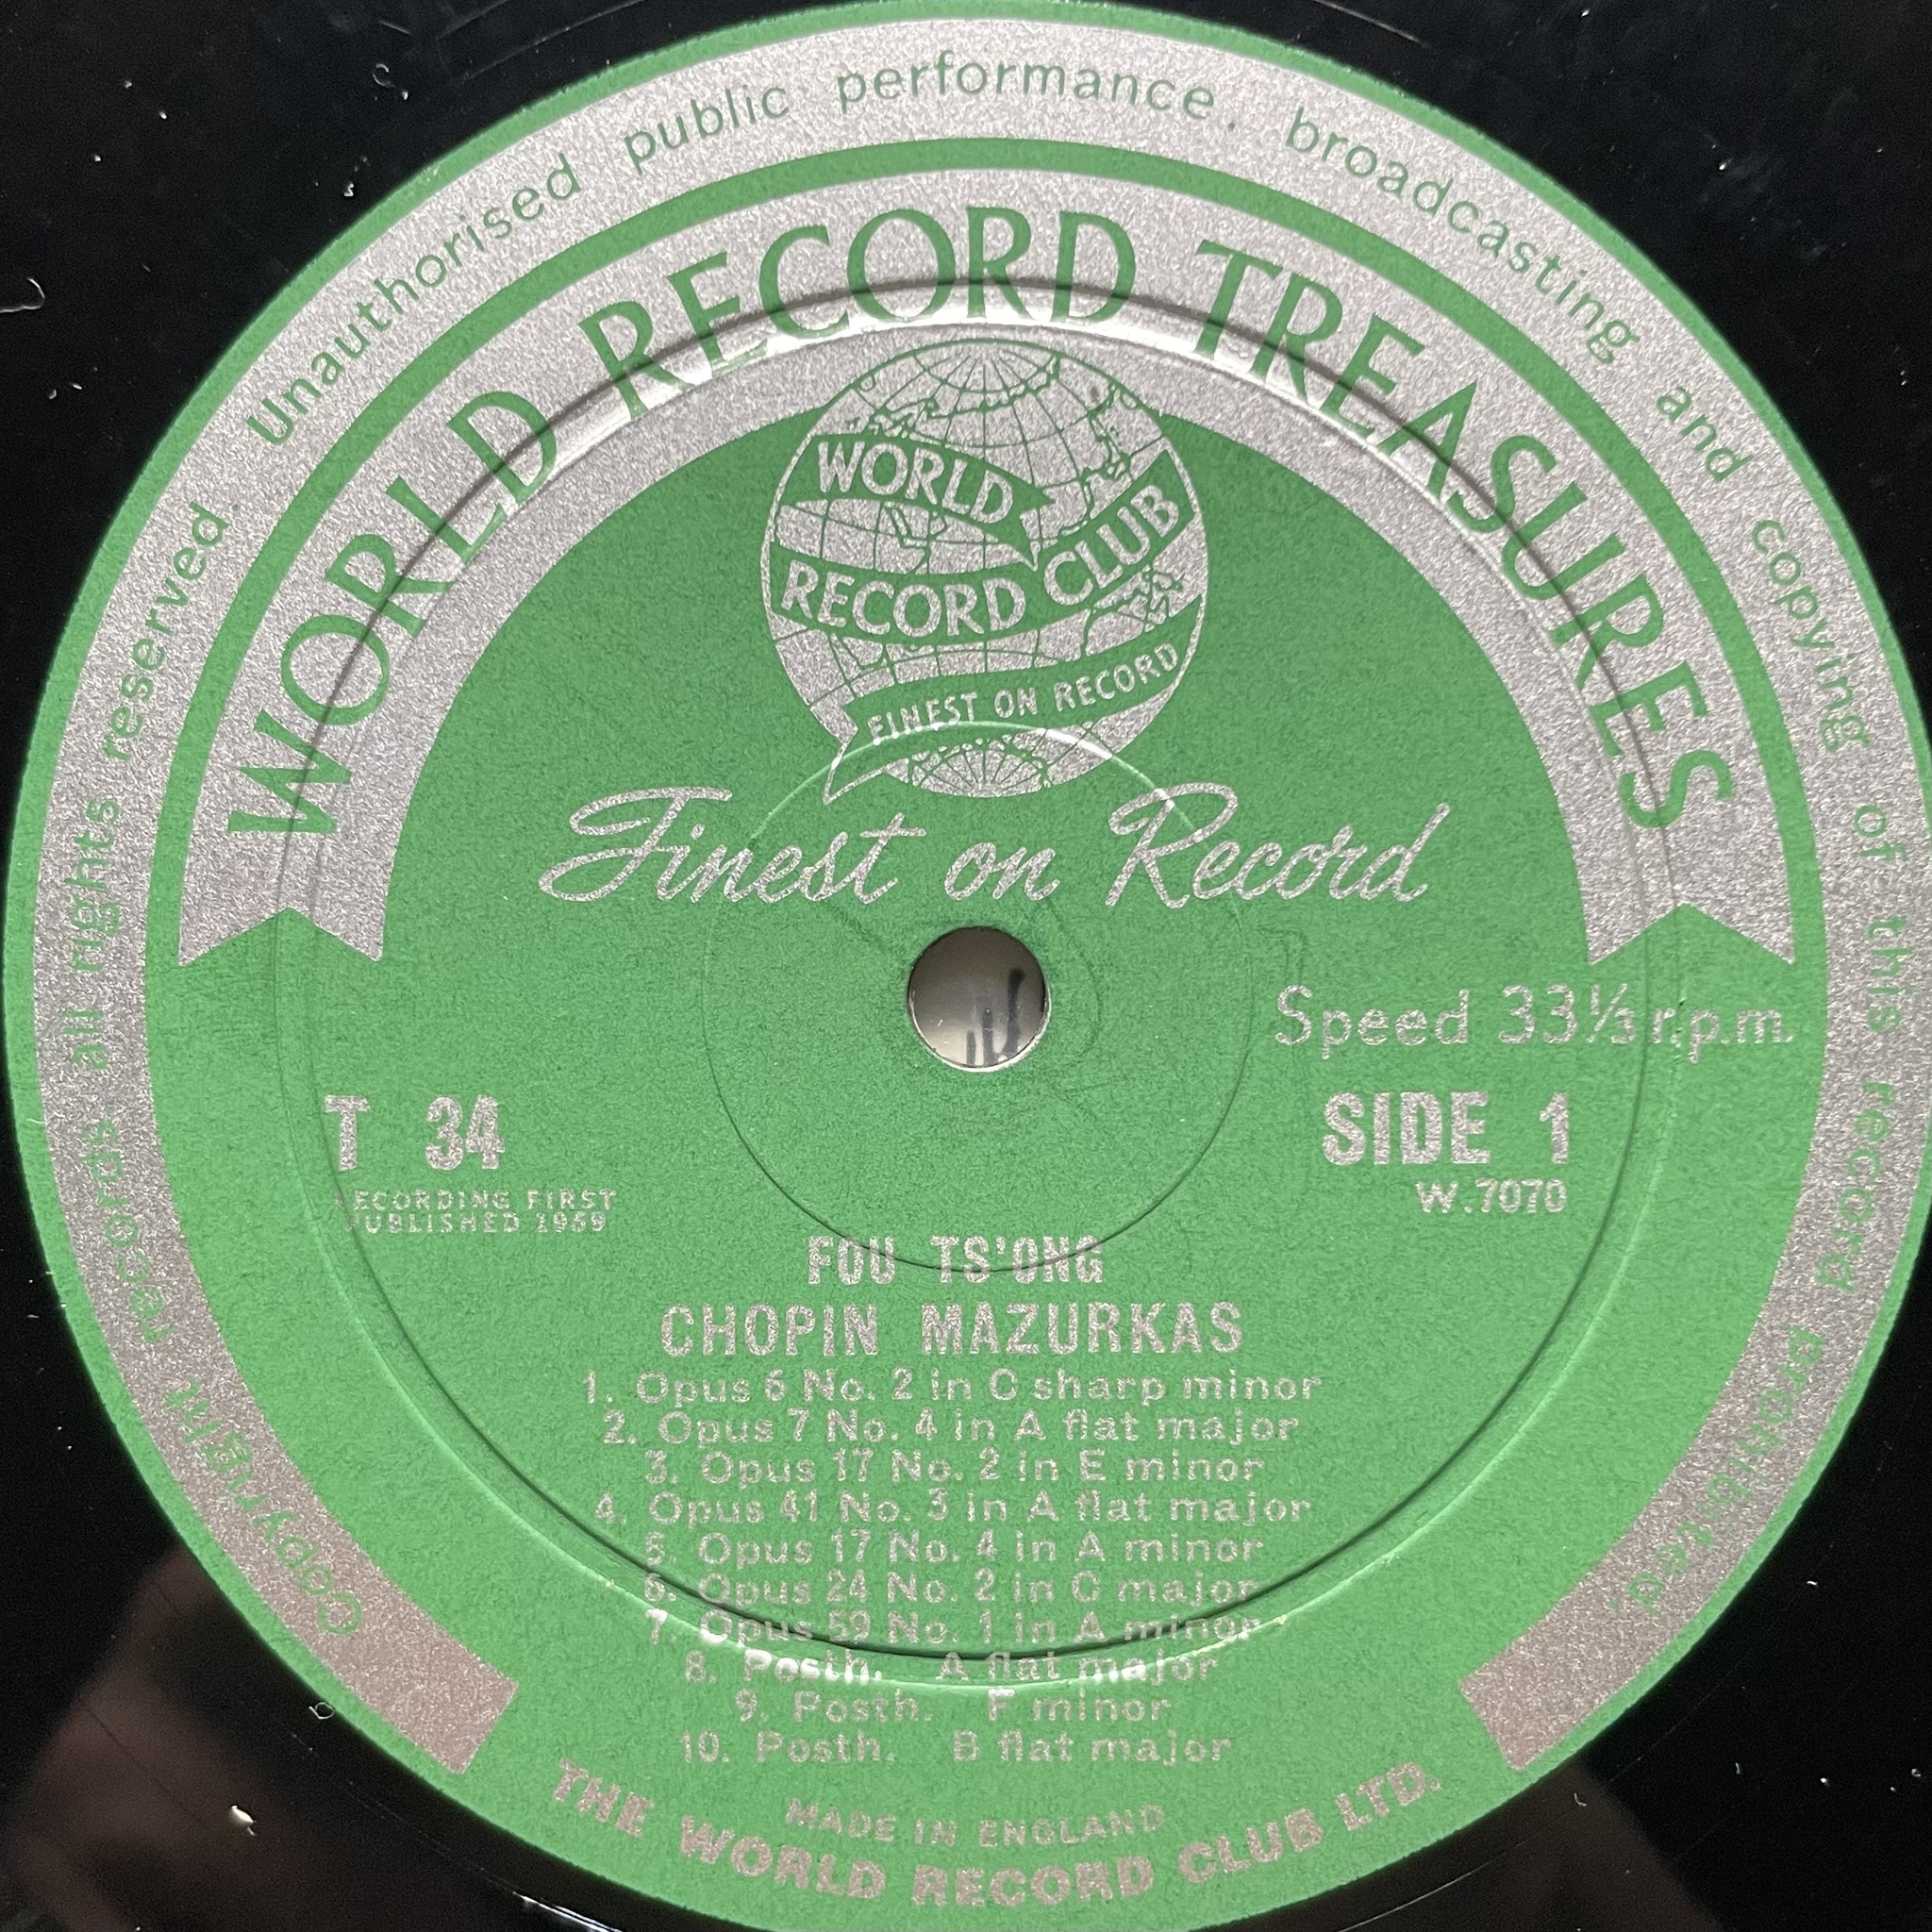 Copyright records all rights reserved. Unauthorised public performance. broadcasting and copying of this record prohibited.
WORLD RECORD TREASURES
WORLD
RECORD CLUB
FINEST ON RECORD
Finest on Record
Speed 33⅓ r.p.m.
T 34
SIDE 1
RECORDING FIRST
PUBLISHED 1959
W.7070
FOU TS'ONG
CHOPIN MAZURKAS
1. Opus 6 No. 2 in C sharp minor
2. Opus 7 No. 4 in A flat major
3. Opus 17 No. 2 in E minor
4. Opus 41 No. 3 in A flat major
5. Opus 17 No. 4 in A minor
6. Opus 24 No. 2 in C major
7. Opus 59 No. 1 in A minor
8. Posth. A flat major
9. Posth. F minor
10. Posth. B flat major
MADE IN ENGLAND
THE WORLD RECORD CLUB LTD.